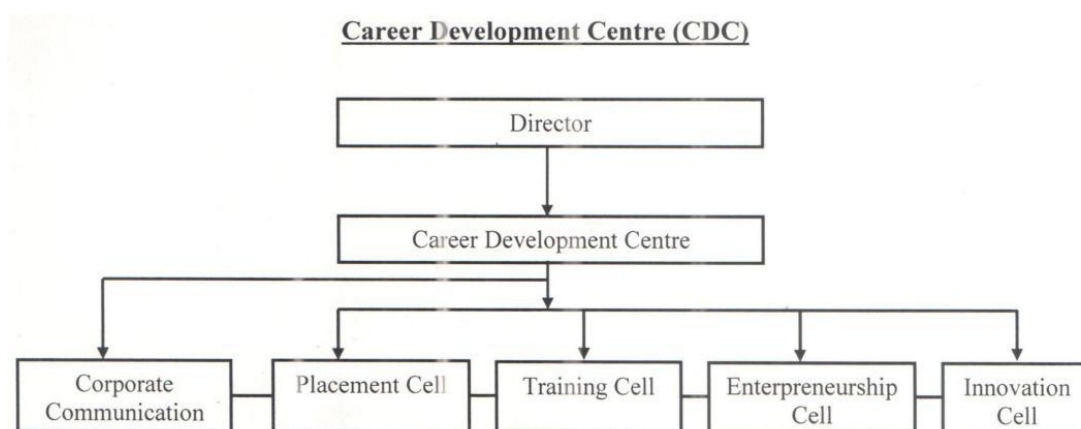 Career Development Centre (CDC)
Director
Career Development Centre
Corporate
Communication
Placement Cell
Training Cell
Enterpreneurship
Cell
Innovation
Cell